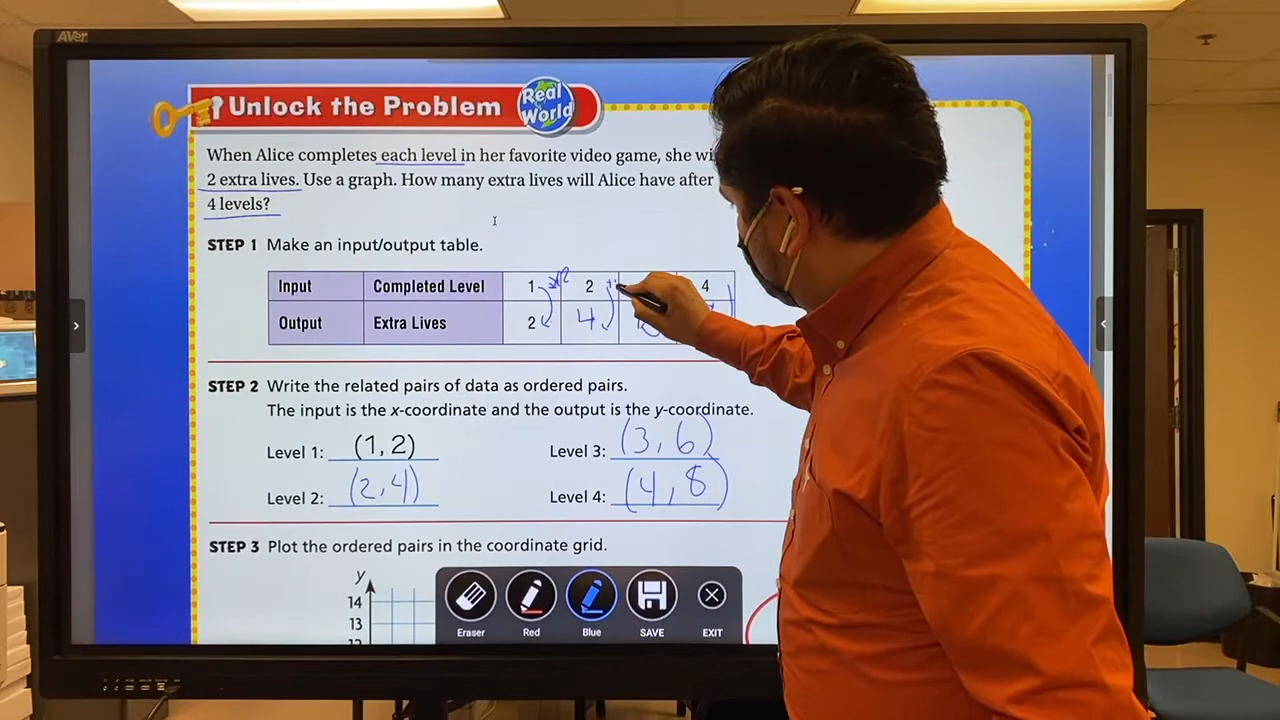 AVer
Unlock the Problem
Real World
When Alice completes each level in her favorite video game, she
2 extra lives. Use a graph. How many extra lives will Alice have after
4 levels?
STEP 1 Make an input/output table.
Input Completed Level 1 2 4
Output Extra Lives 2 4
STEP 2 Write the related pairs of data as ordered pairs.
The input is the x-coordinate and the output is the y-coordinate.
Level 1: (1, 2) Level 3: (3, 6)
Level 2: (2, 4) Level 4: (4, 8)
STEP 3 Plot the ordered pairs in the coordinate grid.
y
14
13
Eraser Red Blue SAVE EXIT